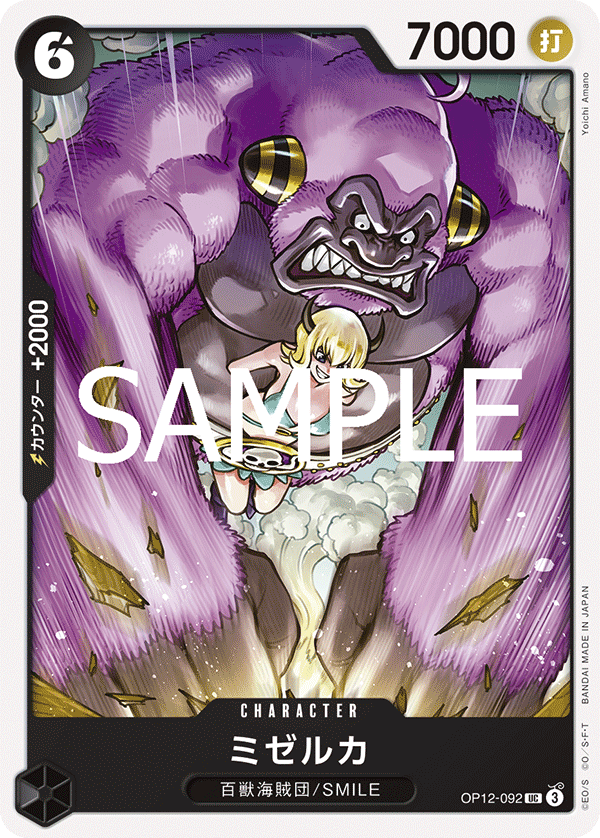 6
7000 打
Yoichi Amano
カウンター +2000
SAMPLE
CHARACTER
ミゼルカ
百獣海賊団/SMILE
OP12-092 UC 3
©E.O/S ©O/S・F・T BANDAI MADE IN JAPAN